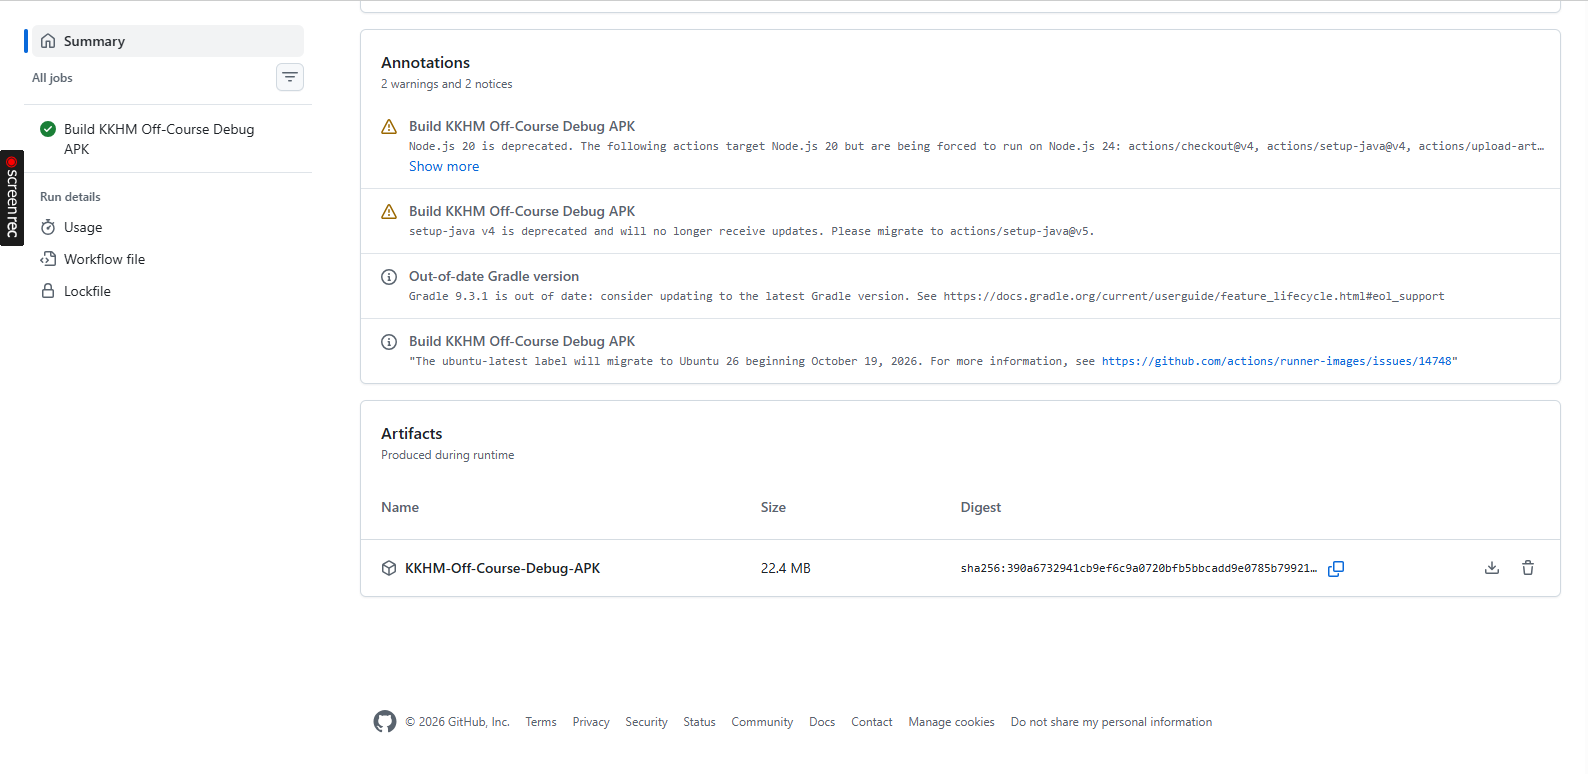 Summary
All jobs
Build KKHM Off-Course Debug
APK
screenrec
Run details
Usage
Workflow file
Lockfile
Annotations
2 warnings and 2 notices
Build KKHM Off-Course Debug APK
Node.js 20 is deprecated. The following actions target Node.js 20 but are being forced to run on Node.js 24: actions/checkout@v4, actions/setup-java@v4, actions/upload-art…
Show more
Build KKHM Off-Course Debug APK
setup-java v4 is deprecated and will no longer receive updates. Please migrate to actions/setup-java@v5.
Out-of-date Gradle version
Gradle 9.3.1 is out of date: consider updating to the latest Gradle version. See https://docs.gradle.org/current/userguide/feature_lifecycle.html#eol_support
Build KKHM Off-Course Debug APK
"The ubuntu-latest label will migrate to Ubuntu 26 beginning October 19, 2026. For more information, see https://github.com/actions/runner-images/issues/14748"
Artifacts
Produced during runtime
Name Size Digest
KKHM-Off-Course-Debug-APK 22.4 MB sha256:390a6732941cb9ef6c9a0720bfb5bbcadd9e0785b79921…
© 2026 GitHub, Inc. Terms Privacy Security Status Community Docs Contact Manage cookies Do not share my personal information